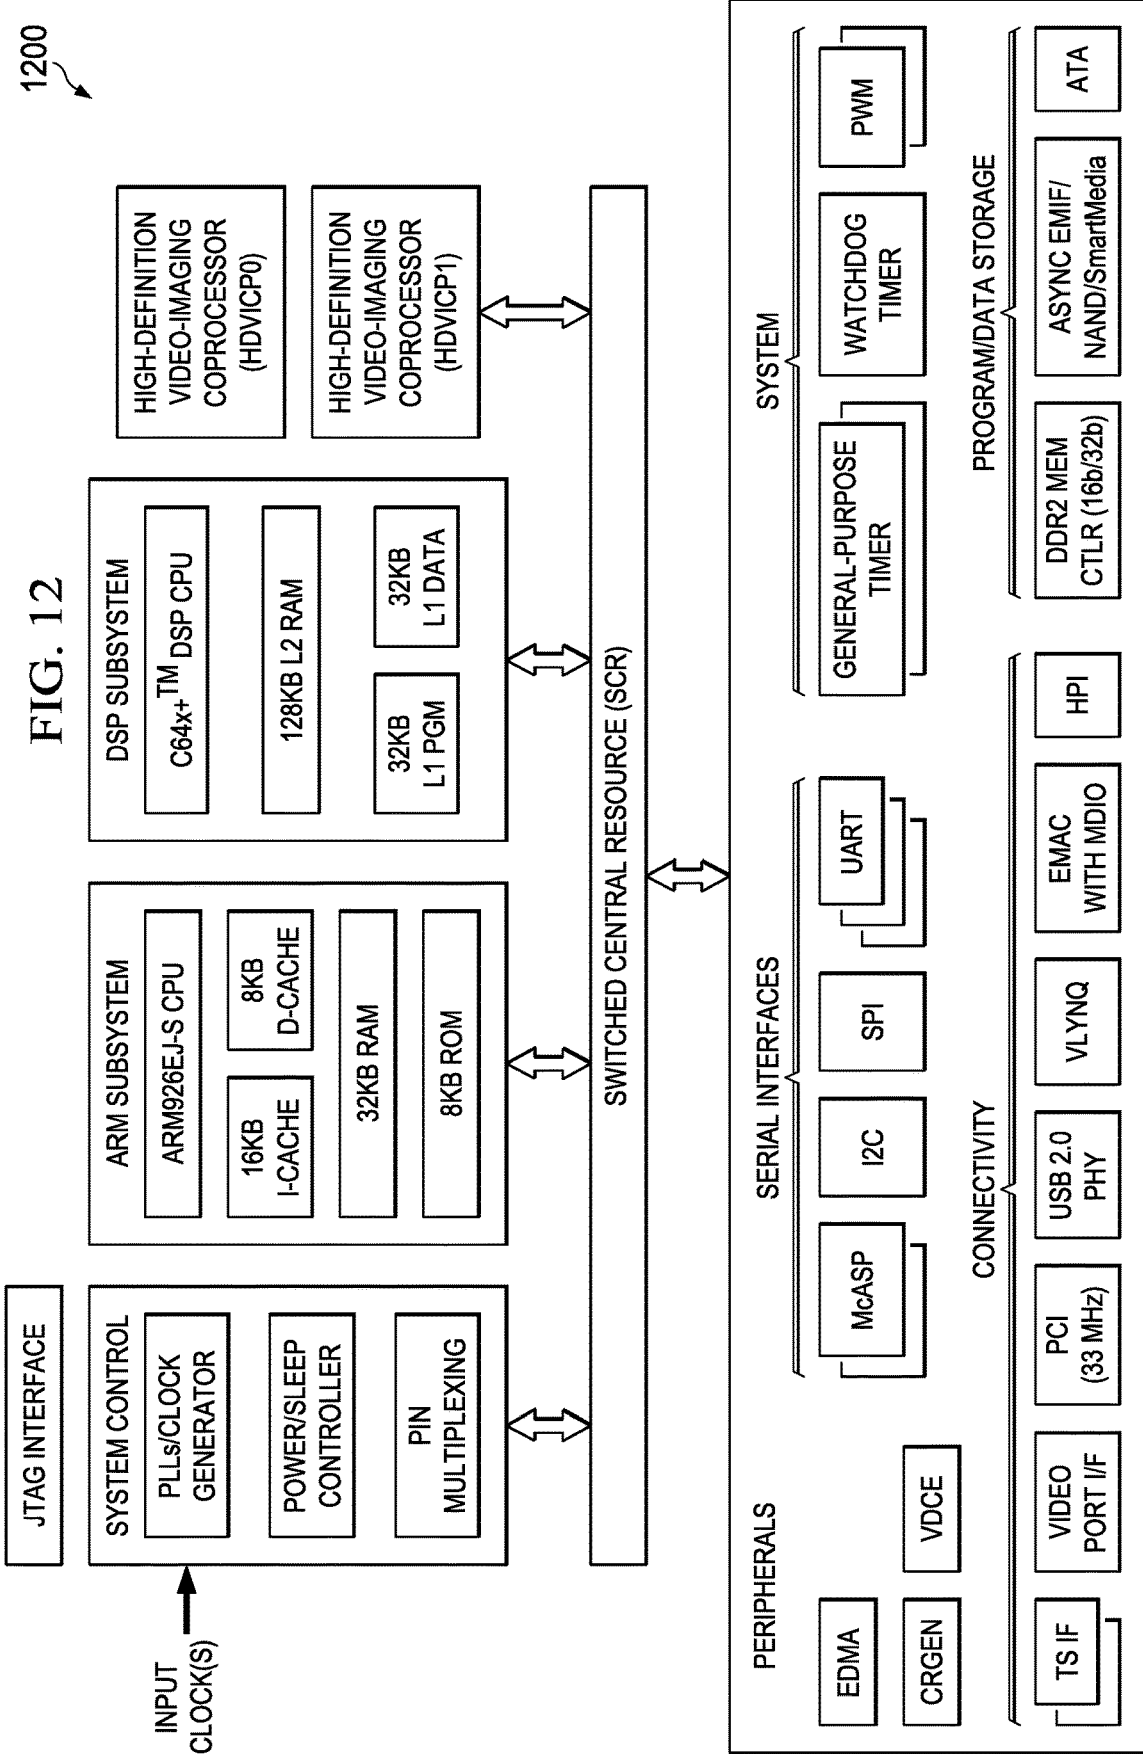 1200
FIG. 12
JTAG INTERFACE
INPUT
CLOCK(S)
SYSTEM CONTROL
PLLs/CLOCK
GENERATOR
POWER/SLEEP
CONTROLLER
PIN
MULTIPLEXING
ARM SUBSYSTEM
ARM926EJ-S CPU
16KB
I-CACHE
8KB
D-CACHE
32KB RAM
8KB ROM
DSP SUBSYSTEM
C64x+™ DSP CPU
128KB L2 RAM
32KB
L1 PGM
32KB
L1 DATA
HIGH-DEFINITION
VIDEO-IMAGING
COPROCESSOR
(HDVICP0)
HIGH-DEFINITION
VIDEO-IMAGING
COPROCESSOR
(HDVICP1)
SWITCHED CENTRAL RESOURCE (SCR)
PERIPHERALS
EDMA
CRGEN
VDCE
SERIAL INTERFACES
McASP
I2C
SPI
UART
SYSTEM
GENERAL-PURPOSE
TIMER
WATCHDOG
TIMER
PWM
CONNECTIVITY
TS IF
VIDEO
PORT I/F
PCI
(33 MHz)
USB 2.0
PHY
VLYNQ
EMAC
WITH MDIO
HPI
PROGRAM/DATA STORAGE
DDR2 MEM
CTLR (16b/32b)
ASYNC EMIF/
NAND/SmartMedia
ATA